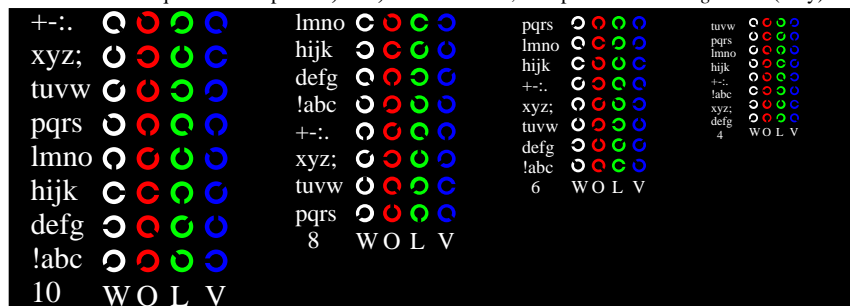 +-:.
xyz;
tuvw
pqrs
lmno
hijk
defg
!abc
10 W O L V
lmno
hijk
defg
!abc
+-:.
xyz;
tuvw
pqrs
8 W O L V
pqrs
lmno
hijk
+-:.
xyz;
tuvw
defg
!abc
6 W O L V
tuvw
pqrs
lmno
hijk
+-:.
!abc
xyz;
defg
4 W O L V